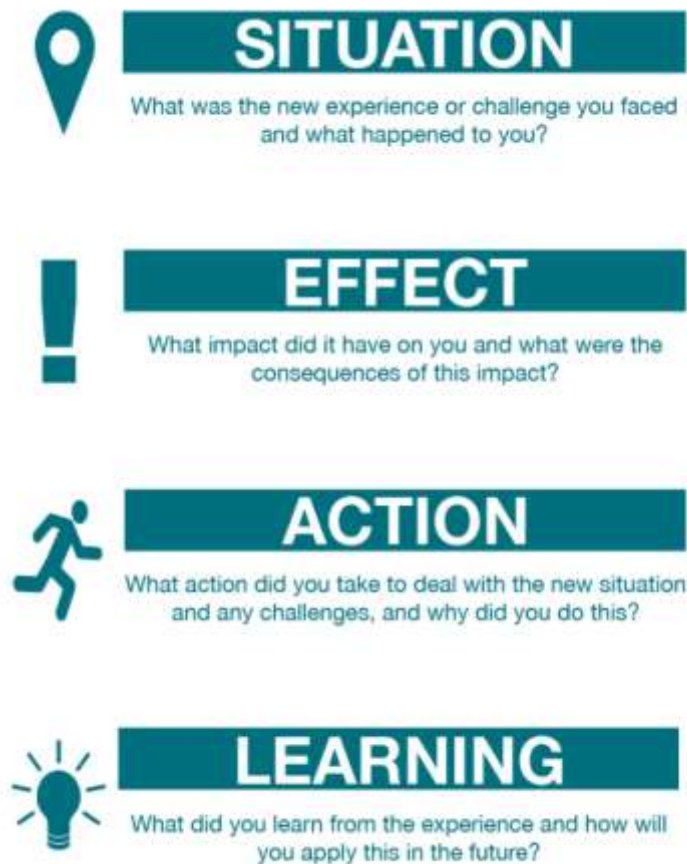 SITUATION
What was the new experience or challenge you faced
and what happened to you?
EFFECT
What impact did it have on you and what were the
consequences of this impact?
ACTION
What action did you take to deal with the new situation
and any challenges, and why did you do this?
LEARNING
What did you learn from the experience and how will
you apply this in the future?